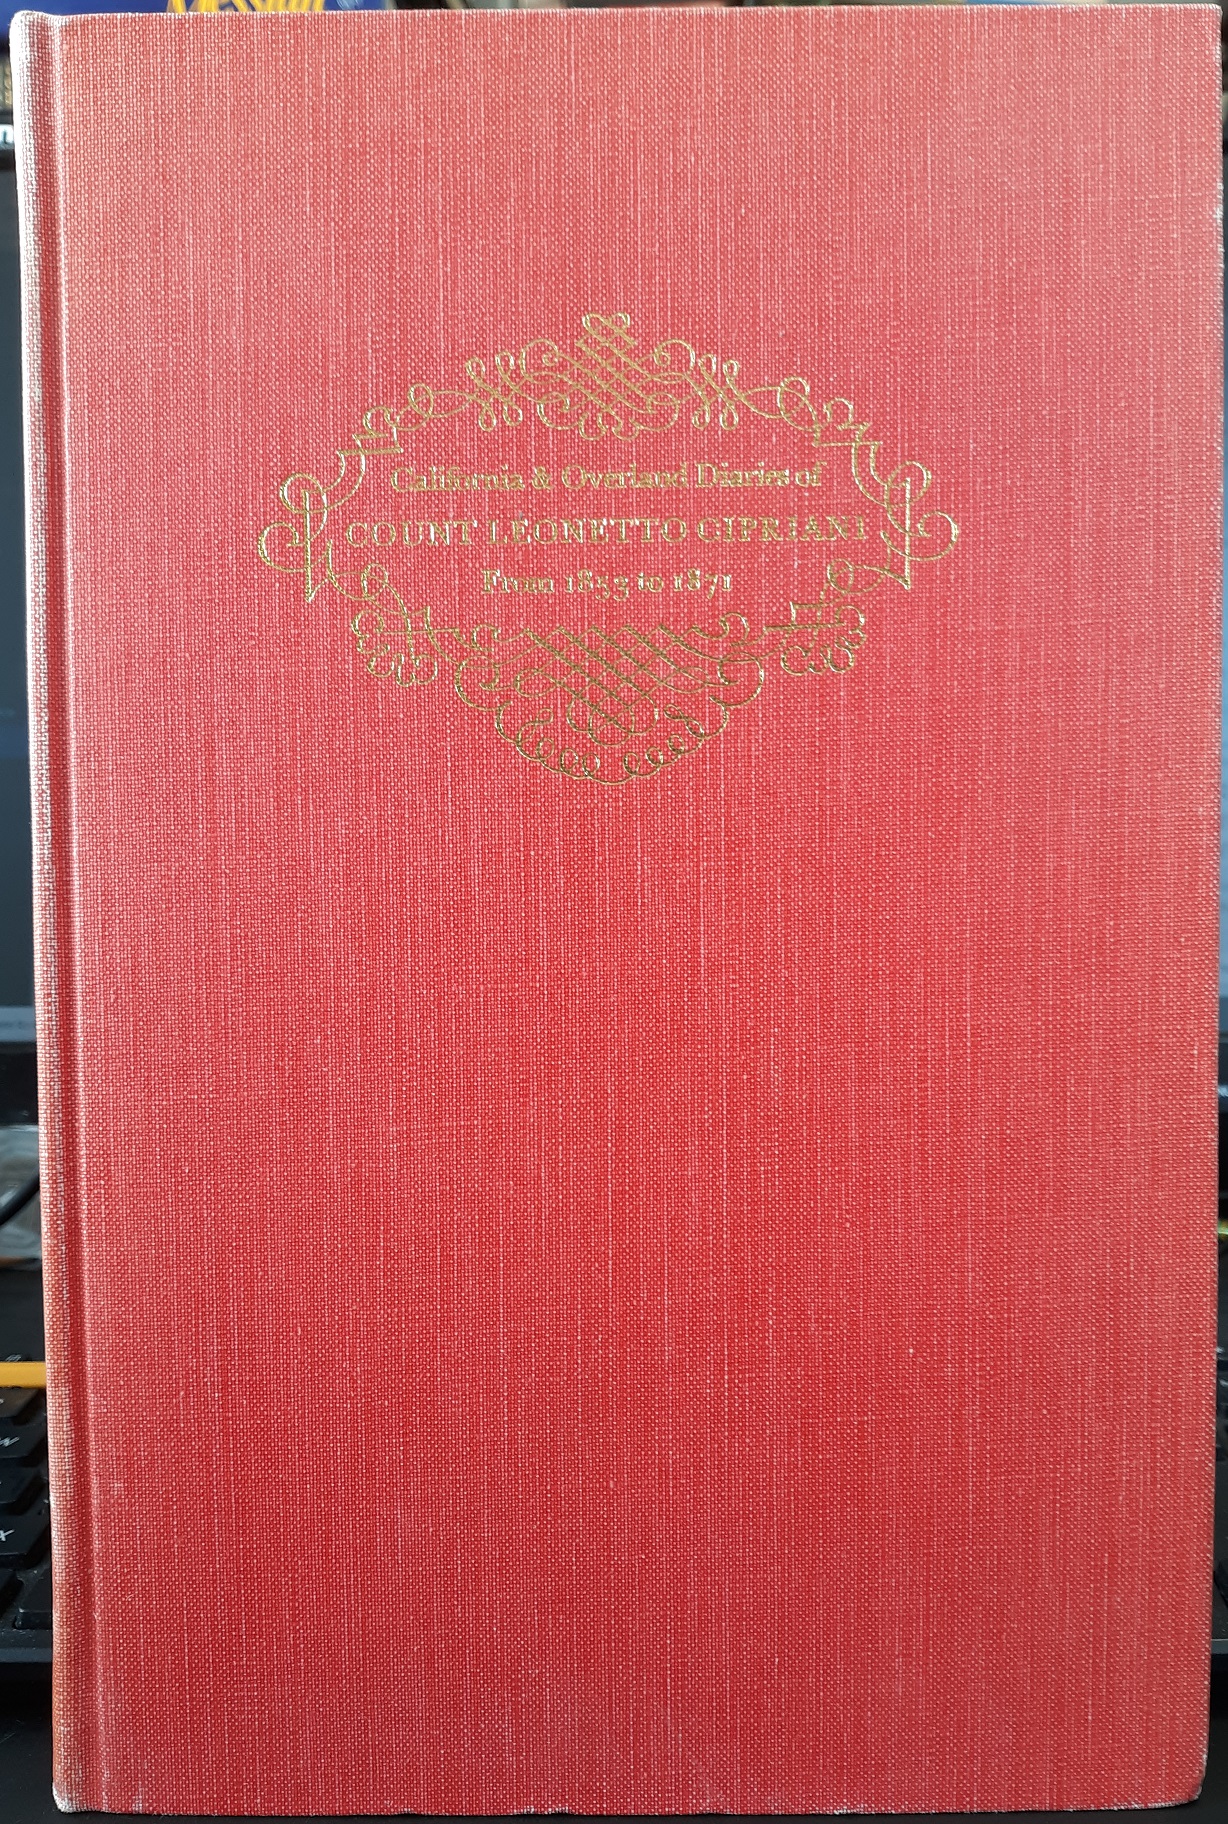 California & Overland Diaries of
COUNT LEONETTO CIPRIANI
From 1853 to 1871